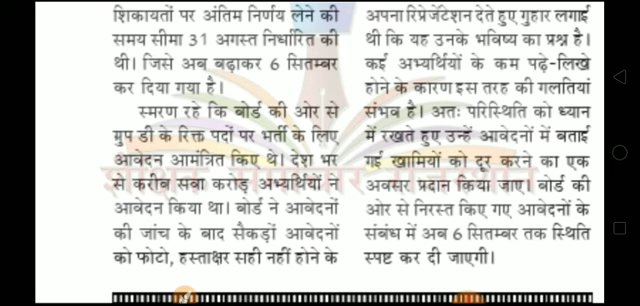 शिकायतों पर अंतिम निर्णय लेने की
समय सीमा 31 अगस्त निर्धारित की
थी। जिसे अब बढ़ाकर 6 सितम्बर
कर दिया गया है।
स्मरण रहे कि बोर्ड की ओर से
ग्रुप डी के रिक्त पदों पर भर्ती के लिए
आवेदन आमंत्रित किए थे। देश भर
से करीब सवा करोड़ अभ्यर्थियों ने
आवेदन किया था। बोर्ड ने आवेदनों
की जांच के बाद सैकड़ों आवेदनों
को फोटो, हस्ताक्षर सही नहीं होने के
अपना रिप्रेजेंटेशन देते हुए गुहार लगाई
थी कि यह उनके भविष्य का प्रश्न है।
कई अभ्यर्थियों के कम पढ़े-लिखे
होने के कारण इस तरह की गलतियां
संभव है। अतः परिस्थिति को ध्यान
में रखते हुए उन्हें आवेदनों में बताई
गई खामियों को दूर करने का एक
अवसर प्रदान किया जाए। बोर्ड की
ओर से निरस्त किए गए आवेदनों के
संबंध में अब 6 सितम्बर तक स्थिति
स्पष्ट कर दी जाएगी।